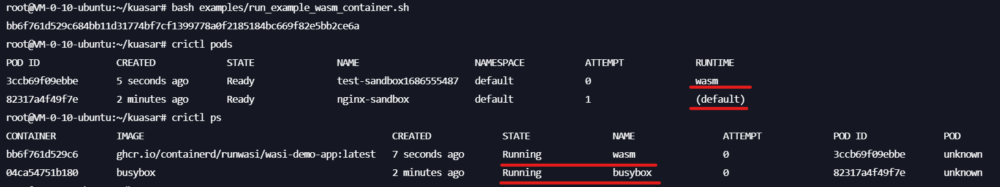 root@VM-0-10-ubuntu:~/kuasar# bash examples/run_example_wasm_container.sh
bb6f761d529c684bb11d31774bf7cf1399778a0f2185184bc669f82e5bb2ce6a
root@VM-0-10-ubuntu:~/kuasar# crictl pods
POD ID CREATED STATE NAME NAMESPACE ATTEMPT RUNTIME
3ccb69f09ebbe 5 seconds ago Ready test-sandbox1686555487 default 0 wasm
82317a4f49f7e 2 minutes ago Ready nginx-sandbox default 1 (default)
root@VM-0-10-ubuntu:~/kuasar# crictl ps
CONTAINER IMAGE CREATED STATE NAME ATTEMPT POD ID POD
bb6f761d529c6 ghcr.io/containerd/runwasi/wasi-demo-app:latest 7 seconds ago Running wasm 0 3ccb69f09ebbe unknown
04ca54751b180 busybox 2 minutes ago Running busybox 0 82317a4f49f7e unknown